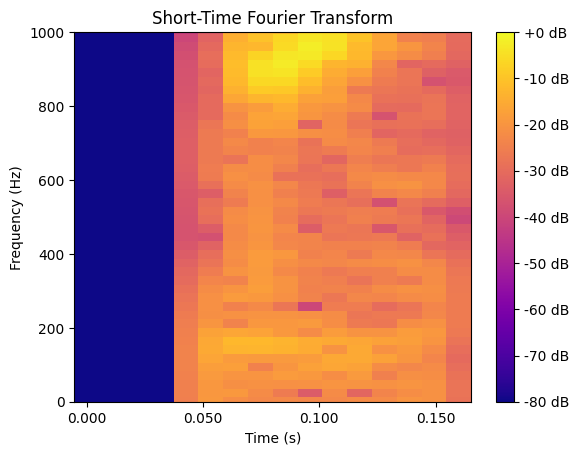 Short-Time Fourier Transform
1000
800
600
400
200
0
Frequency (Hz)
0.000
0.050
0.100
0.150
Time (s)
+0 dB
-10 dB
-20 dB
-30 dB
-40 dB
-50 dB
-60 dB
-70 dB
-80 dB